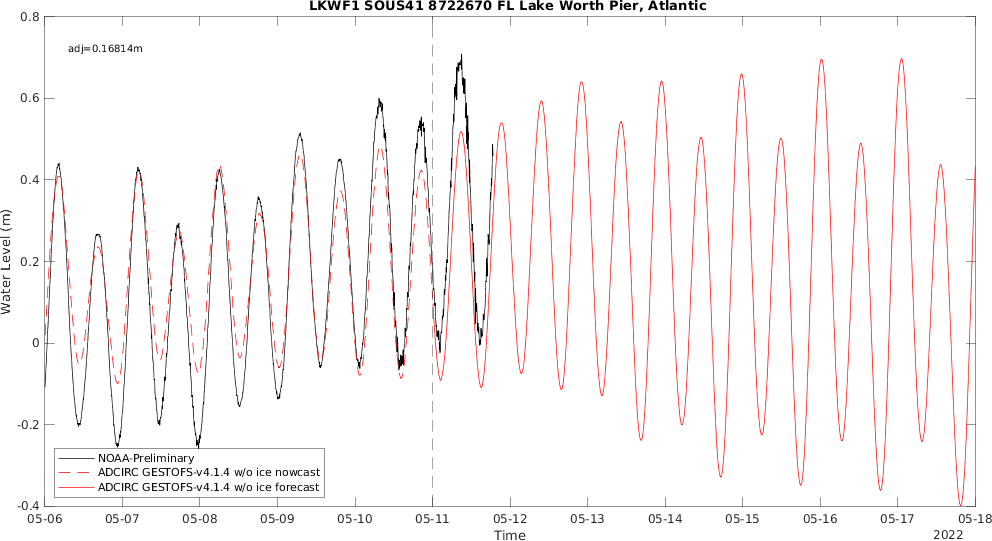 LKWF1 SOUS41 8722670 FL Lake Worth Pier, Atlantic
adj=0.16814m
0.8
0.6
0.4
0.2
0
-0.2
-0.4
Water Level (m)
NOAA-Preliminary
ADCIRC GESTOFS-v4.1.4 w/o ice nowcast
ADCIRC GESTOFS-v4.1.4 w/o ice forecast
05-06 05-07 05-08 05-09 05-10 05-11 05-12 05-13 05-14 05-15 05-16 05-17 05-18
Time
2022